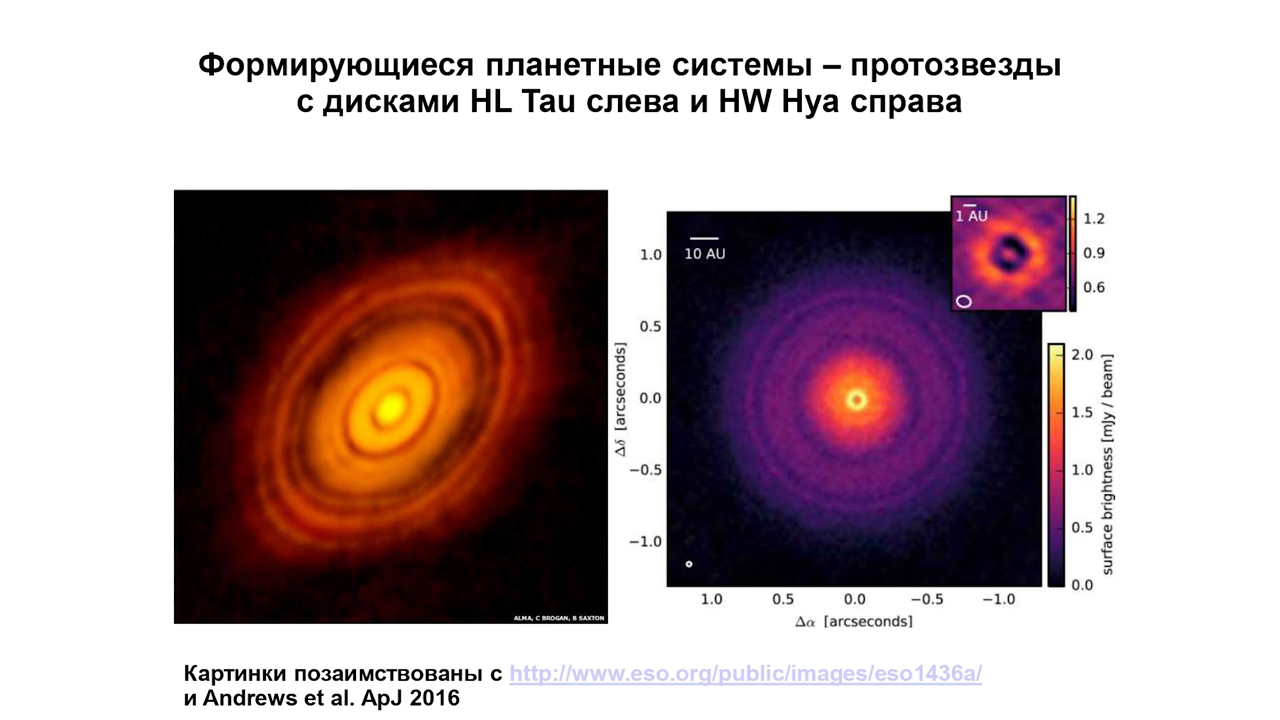 Формирующиеся планетные системы – протозвезды
с дисками HL Tau слева и HW Hya справа
ALMA, C BROGAN, B SAXTON
10 AU
1.0
0.5
0.0
−0.5
−1.0
Δδ [arcseconds]
1.0
0.5
0.0
−0.5
−1.0
Δα [arcseconds]
1 AU
1.2
0.9
0.6
2.0
1.5
1.0
0.5
0.0
surface brightness [mJy / beam]
Картинки позаимствованы с http://www.eso.org/public/images/eso1436a/
и Andrews et al. ApJ 2016